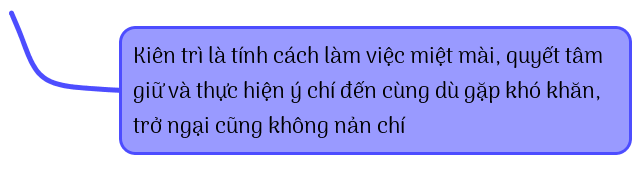 Kiên trì là tính cách làm việc miệt mài, quyết tâm
giữ và thực hiện ý chí đến cùng dù gặp khó khăn,
trở ngại cũng không nản chí